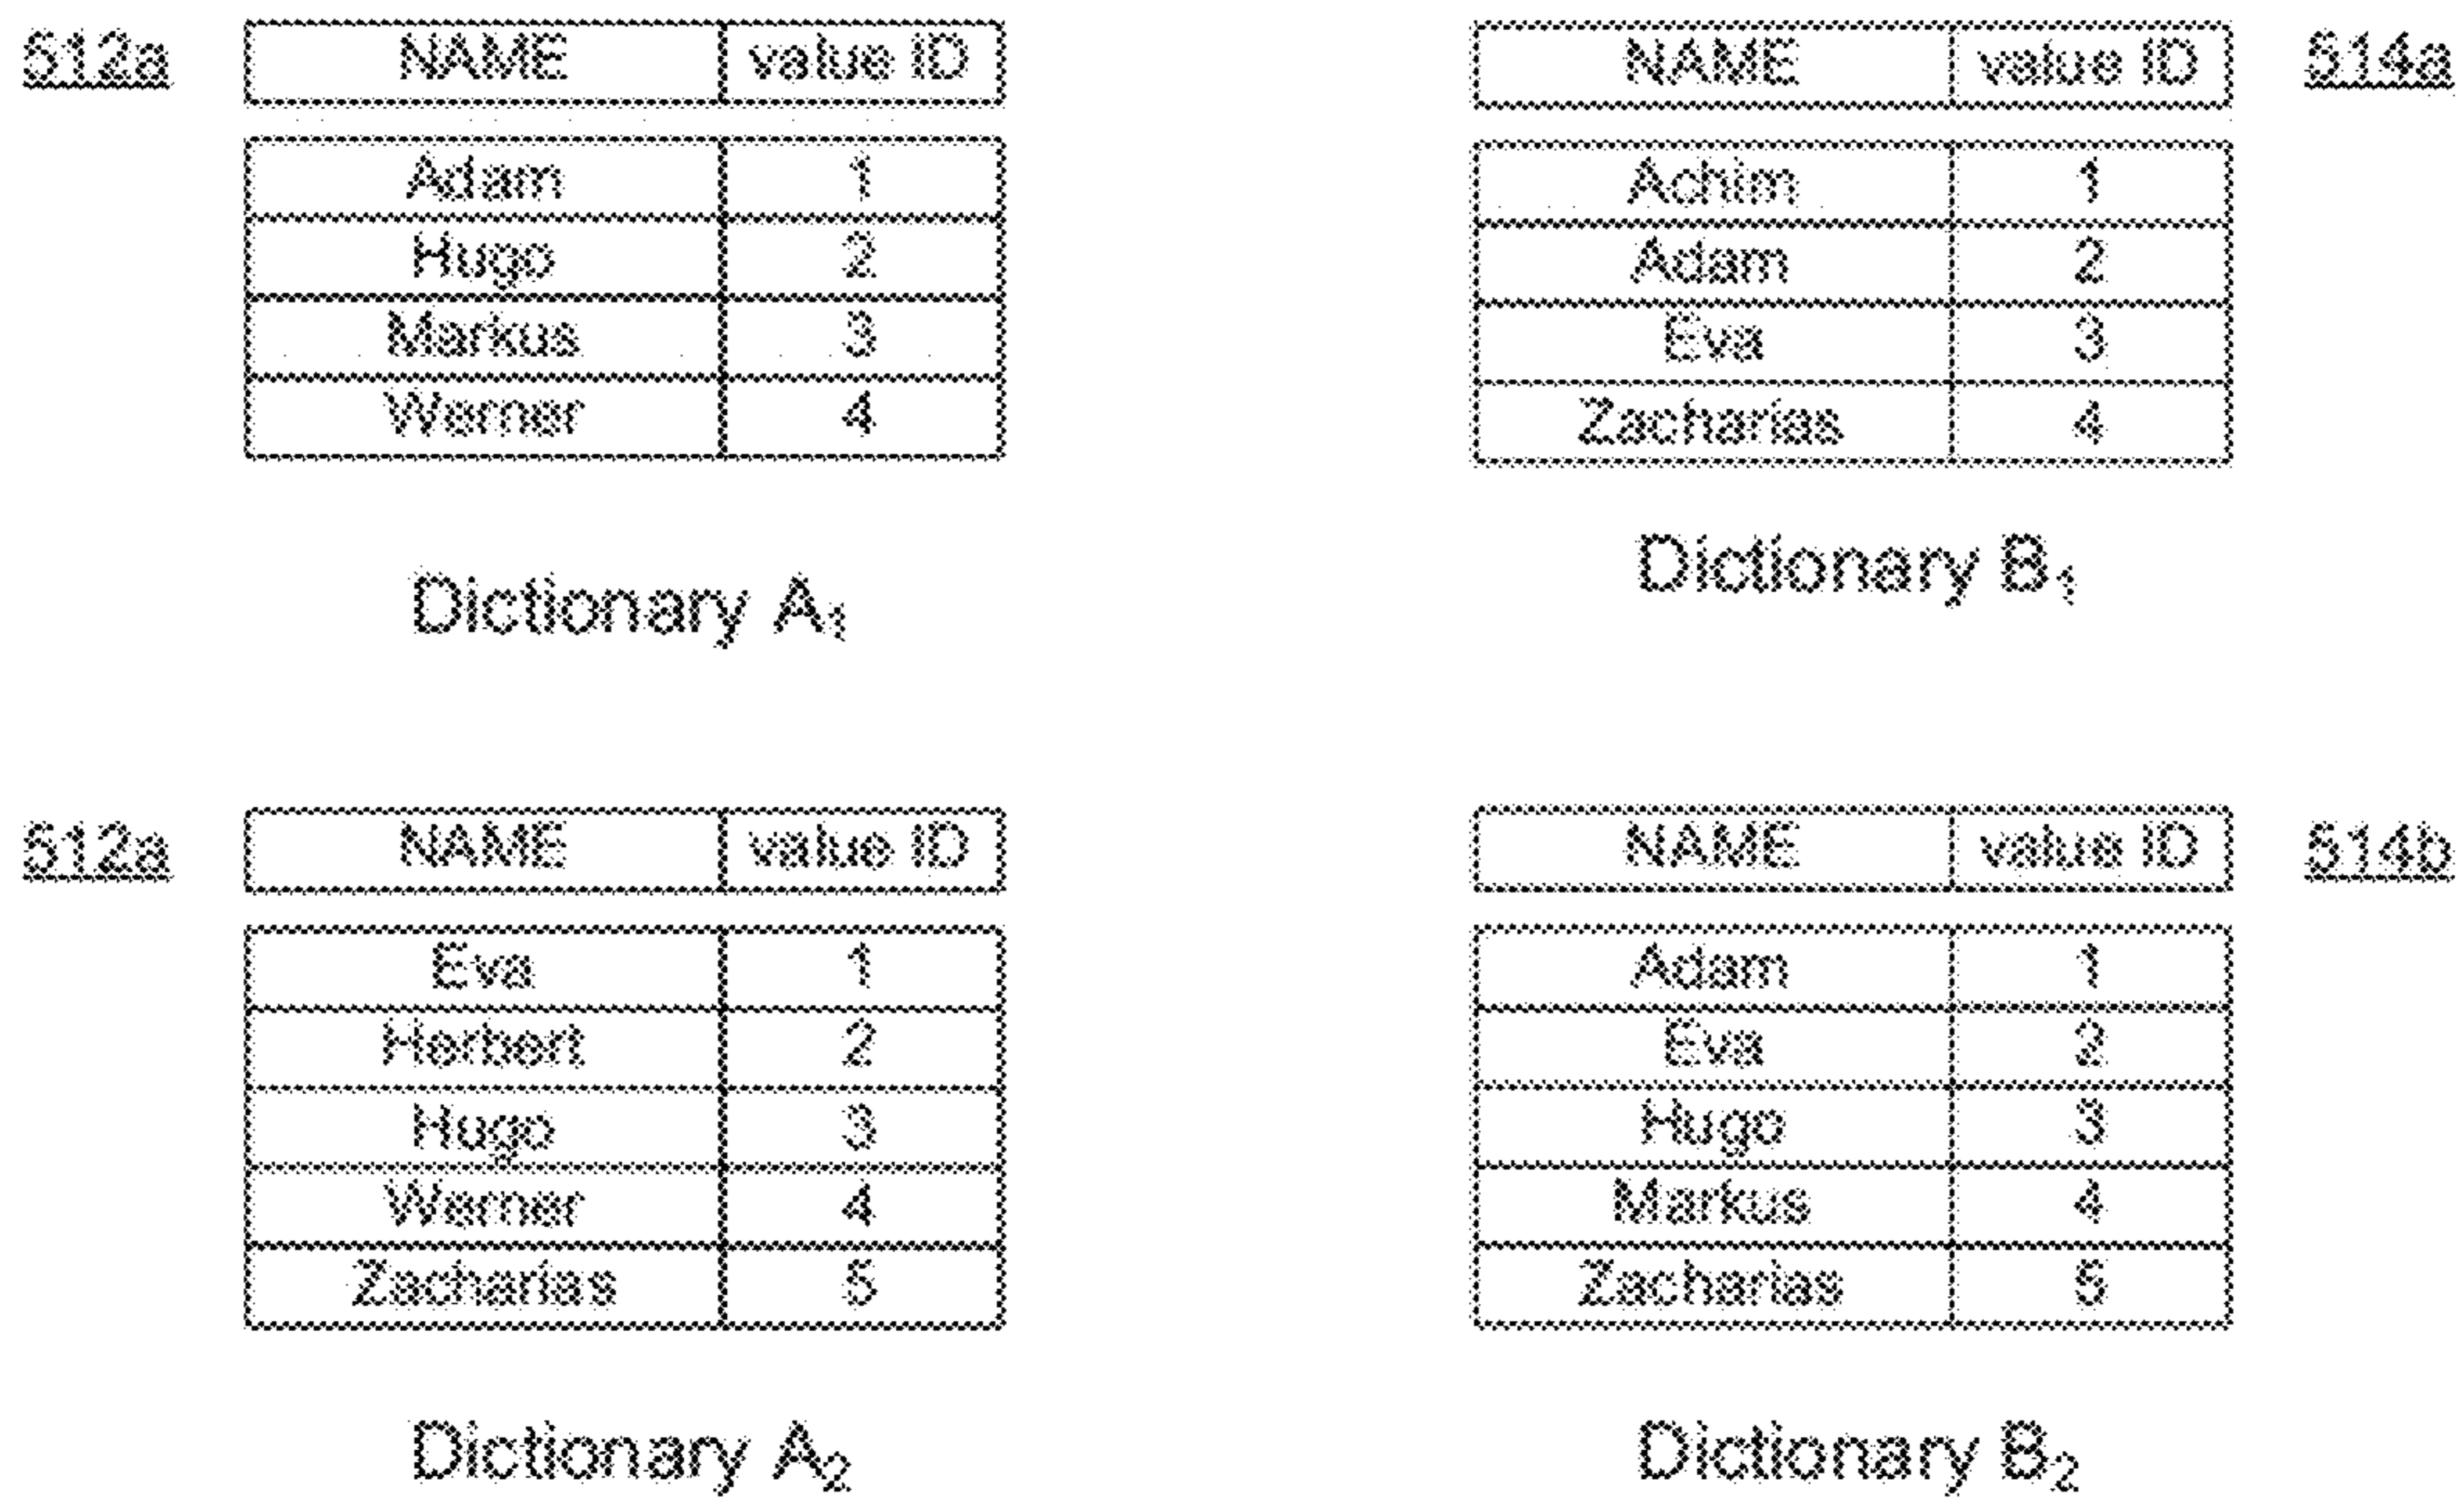 512a NAME value ID
Adam 1
Hugo 2
Markus 3
Werner 4
Dictionary A₁
NAME value ID 514a
Achim 1
Adam 2
Eva 3
Zacharias 4
Dictionary B₁
512a NAME value ID
Eva 1
Herbert 2
Hugo 3
Werner 4
Zacharias 5
Dictionary A₂
NAME value ID 514b
Adam 1
Eva 2
Hugo 3
Markus 4
Zacharias 5
Dictionary B₂